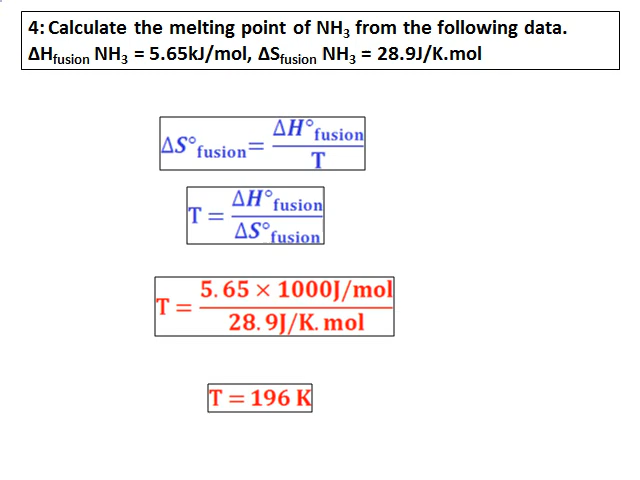 4: Calculate the melting point of NH₃ from the following data.
ΔHfusion NH₃ = 5.65kJ/mol, ΔSfusion NH₃ = 28.9J/K.mol
ΔS°fusion = ΔH°fusion / T
T = ΔH°fusion / ΔS°fusion
T = 5.65 × 1000J/mol / 28.9J/K.mol
T = 196 K